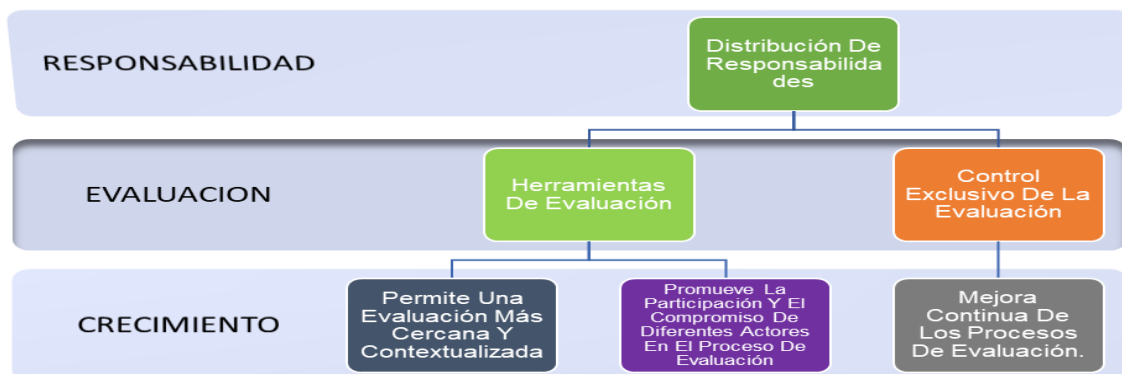 RESPONSABILIDAD
Distribución De
Responsabilida
des
EVALUACION
Herramientas
De Evaluación
Control
Exclusivo De La
Evaluación
CRECIMIENTO
Permite Una
Evaluación Más
Cercana Y
Contextualizada
Promueve La
Participación Y El
Compromiso De
Diferentes Actores
En El Proceso De
Evaluación
Mejora
Continua De
Los Procesos
De Evaluación.